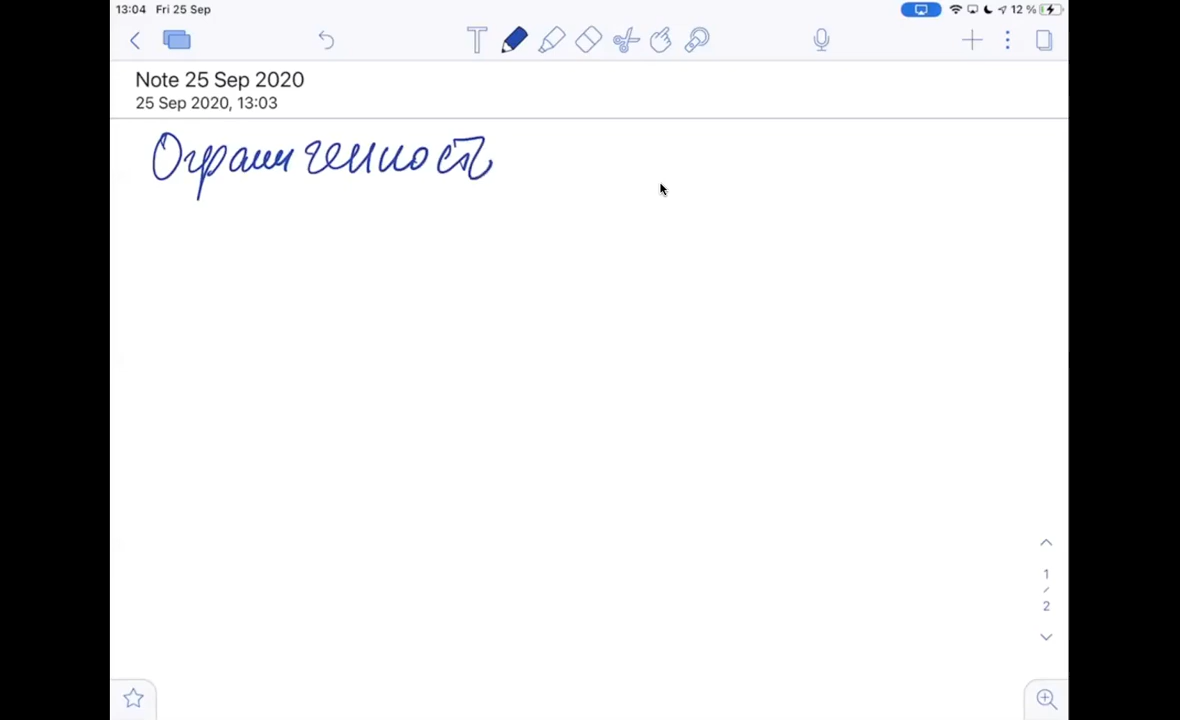 13:04 Fri 25 Sep 12 %
T
Note 25 Sep 2020
25 Sep 2020, 13:03
Ограниченность
1
/
2